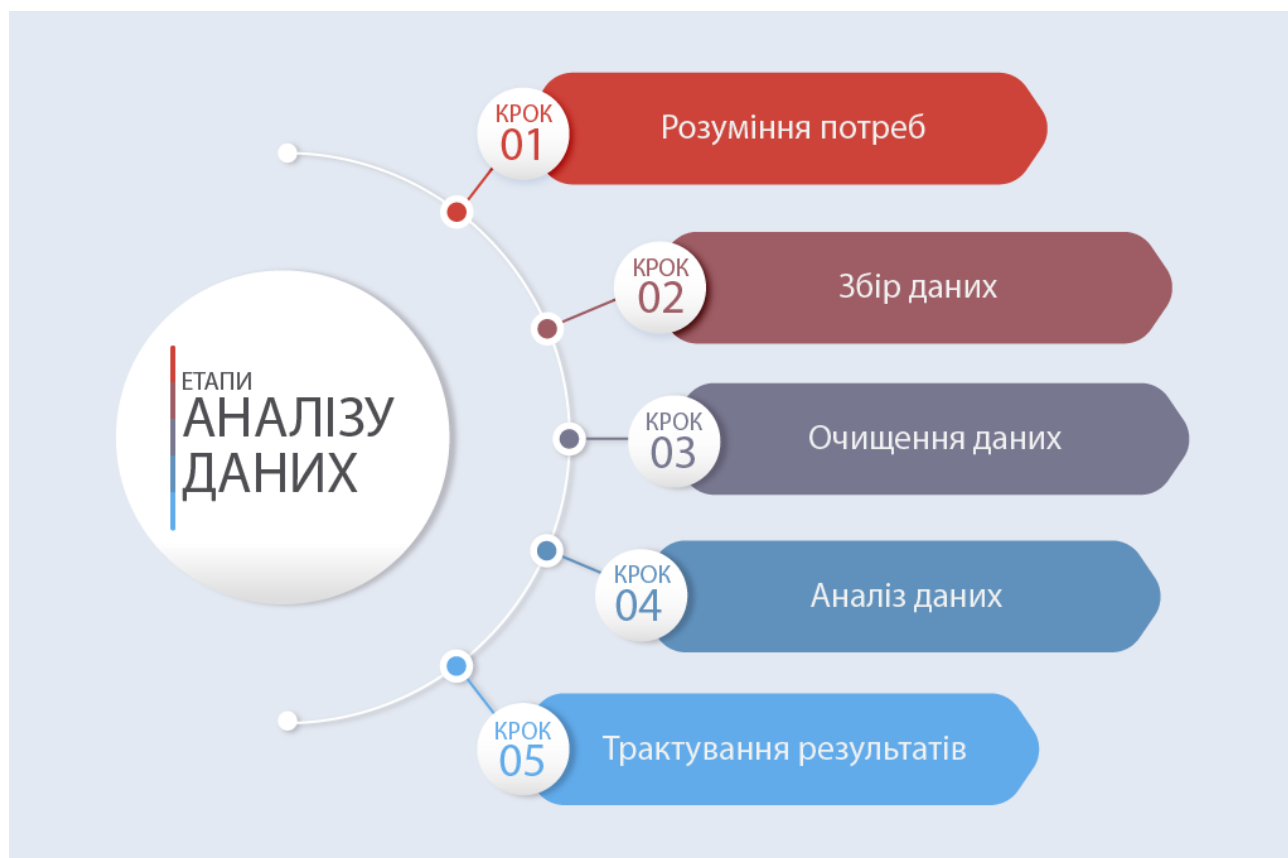 ЕТАПИ
АНАЛІЗУ
ДАНИХ
КРОК
01
Розуміння потреб
КРОК
02
Збір даних
КРОК
03
Очищення даних
КРОК
04
Аналіз даних
КРОК
05
Трактування результатів